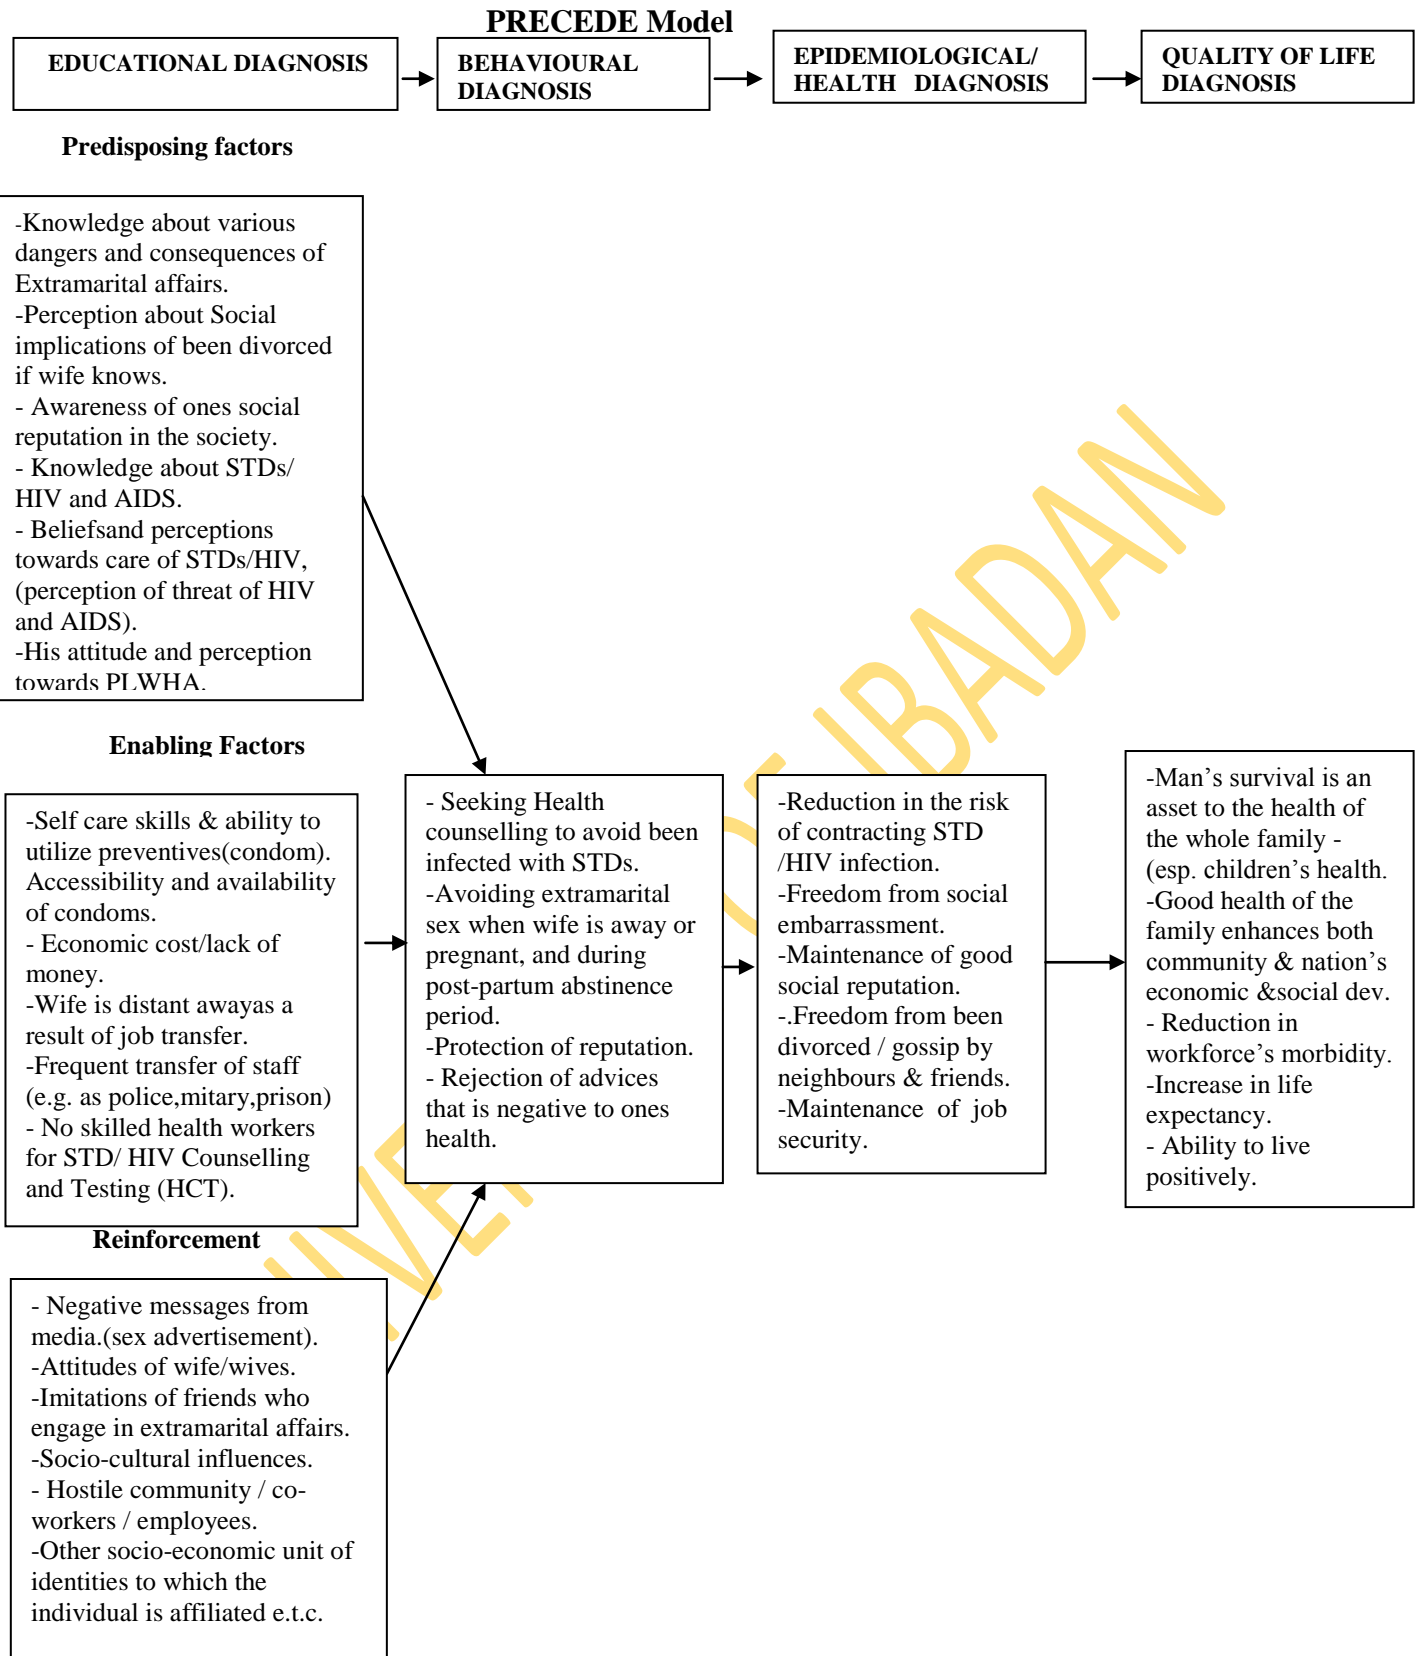 PRECEDE Model
EDUCATIONAL DIAGNOSIS
BEHAVIOURAL
DIAGNOSIS
EPIDEMIOLOGICAL/
HEALTH DIAGNOSIS
QUALITY OF LIFE
DIAGNOSIS
Predisposing factors
-Knowledge about various
dangers and consequences of
Extramarital affairs.
-Perception about Social
implications of been divorced
if wife knows.
- Awareness of ones social
reputation in the society.
- Knowledge about STDs/
HIV and AIDS.
- Beliefsand perceptions
towards care of STDs/HIV,
(perception of threat of HIV
and AIDS).
-His attitude and perception
towards PLWHA.
Enabling Factors
-Self care skills & ability to
utilize preventives(condom).
Accessibility and availability
of condoms.
- Economic cost/lack of
money.
-Wife is distant awayas a
result of job transfer.
-Frequent transfer of staff
(e.g. as police,mitary,prison)
- No skilled health workers
for STD/ HIV Counselling
and Testing (HCT).
Reinforcement
- Negative messages from
media.(sex advertisement).
-Attitudes of wife/wives.
-Imitations of friends who
engage in extramarital affairs.
-Socio-cultural influences.
- Hostile community / co-
workers / employees.
-Other socio-economic unit of
identities to which the
individual is affiliated e.t.c.
- Seeking Health
counselling to avoid been
infected with STDs.
-Avoiding extramarital
sex when wife is away or
pregnant, and during
post-partum abstinence
period.
-Protection of reputation.
- Rejection of advices
that is negative to ones
health.
-Reduction in the risk
of contracting STD
/HIV infection.
-Freedom from social
embarrassment.
-Maintenance of good
social reputation.
-.Freedom from been
divorced / gossip by
neighbours & friends.
-Maintenance of job
security.
-Man's survival is an
asset to the health of
the whole family -
(esp. children's health.
-Good health of the
family enhances both
community & nation's
economic &social dev.
- Reduction in
workforce's morbidity.
-Increase in life
expectancy.
- Ability to live
positively.
IBADAN